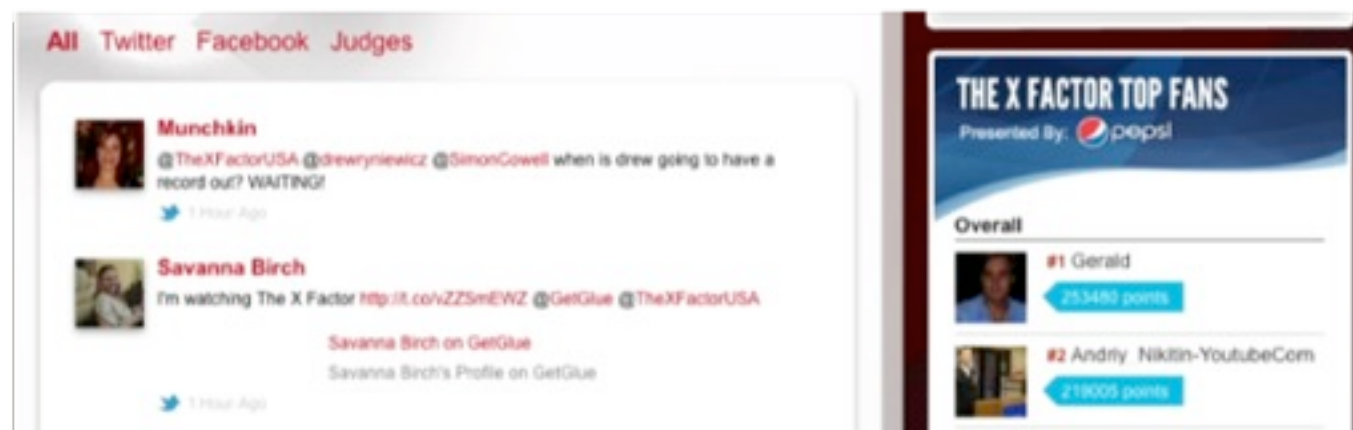 All Twitter Facebook Judges
Munchkin
@TheXFactorUSA @drewryniewicz @SimonCowell when is drew going to have a
record out? WAITING!
1 Hour Ago
Savanna Birch
I'm watching The X Factor http://t.co/vZZSmEWZ @GetGlue @TheXFactorUSA
Savanna Birch on GetGlue
Savanna Birch's Profile on GetGlue
1 Hour Ago
THE X FACTOR TOP FANS
Presented By: pepsi
Overall
#1 Gerald
253480 points
#2 Andriy Nikitin-YoutubeCom
219005 points